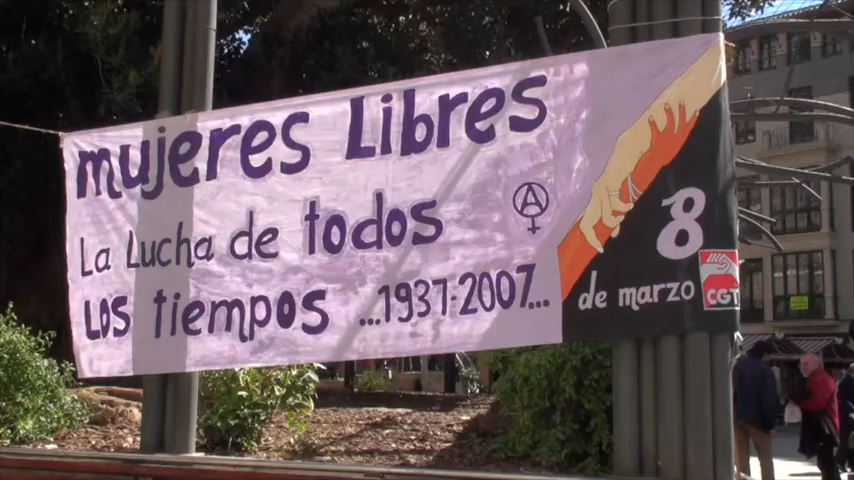 mujeres Libres
La Lucha de todos
Los tiempos ...1937-2007...
8
de marzo
CGT